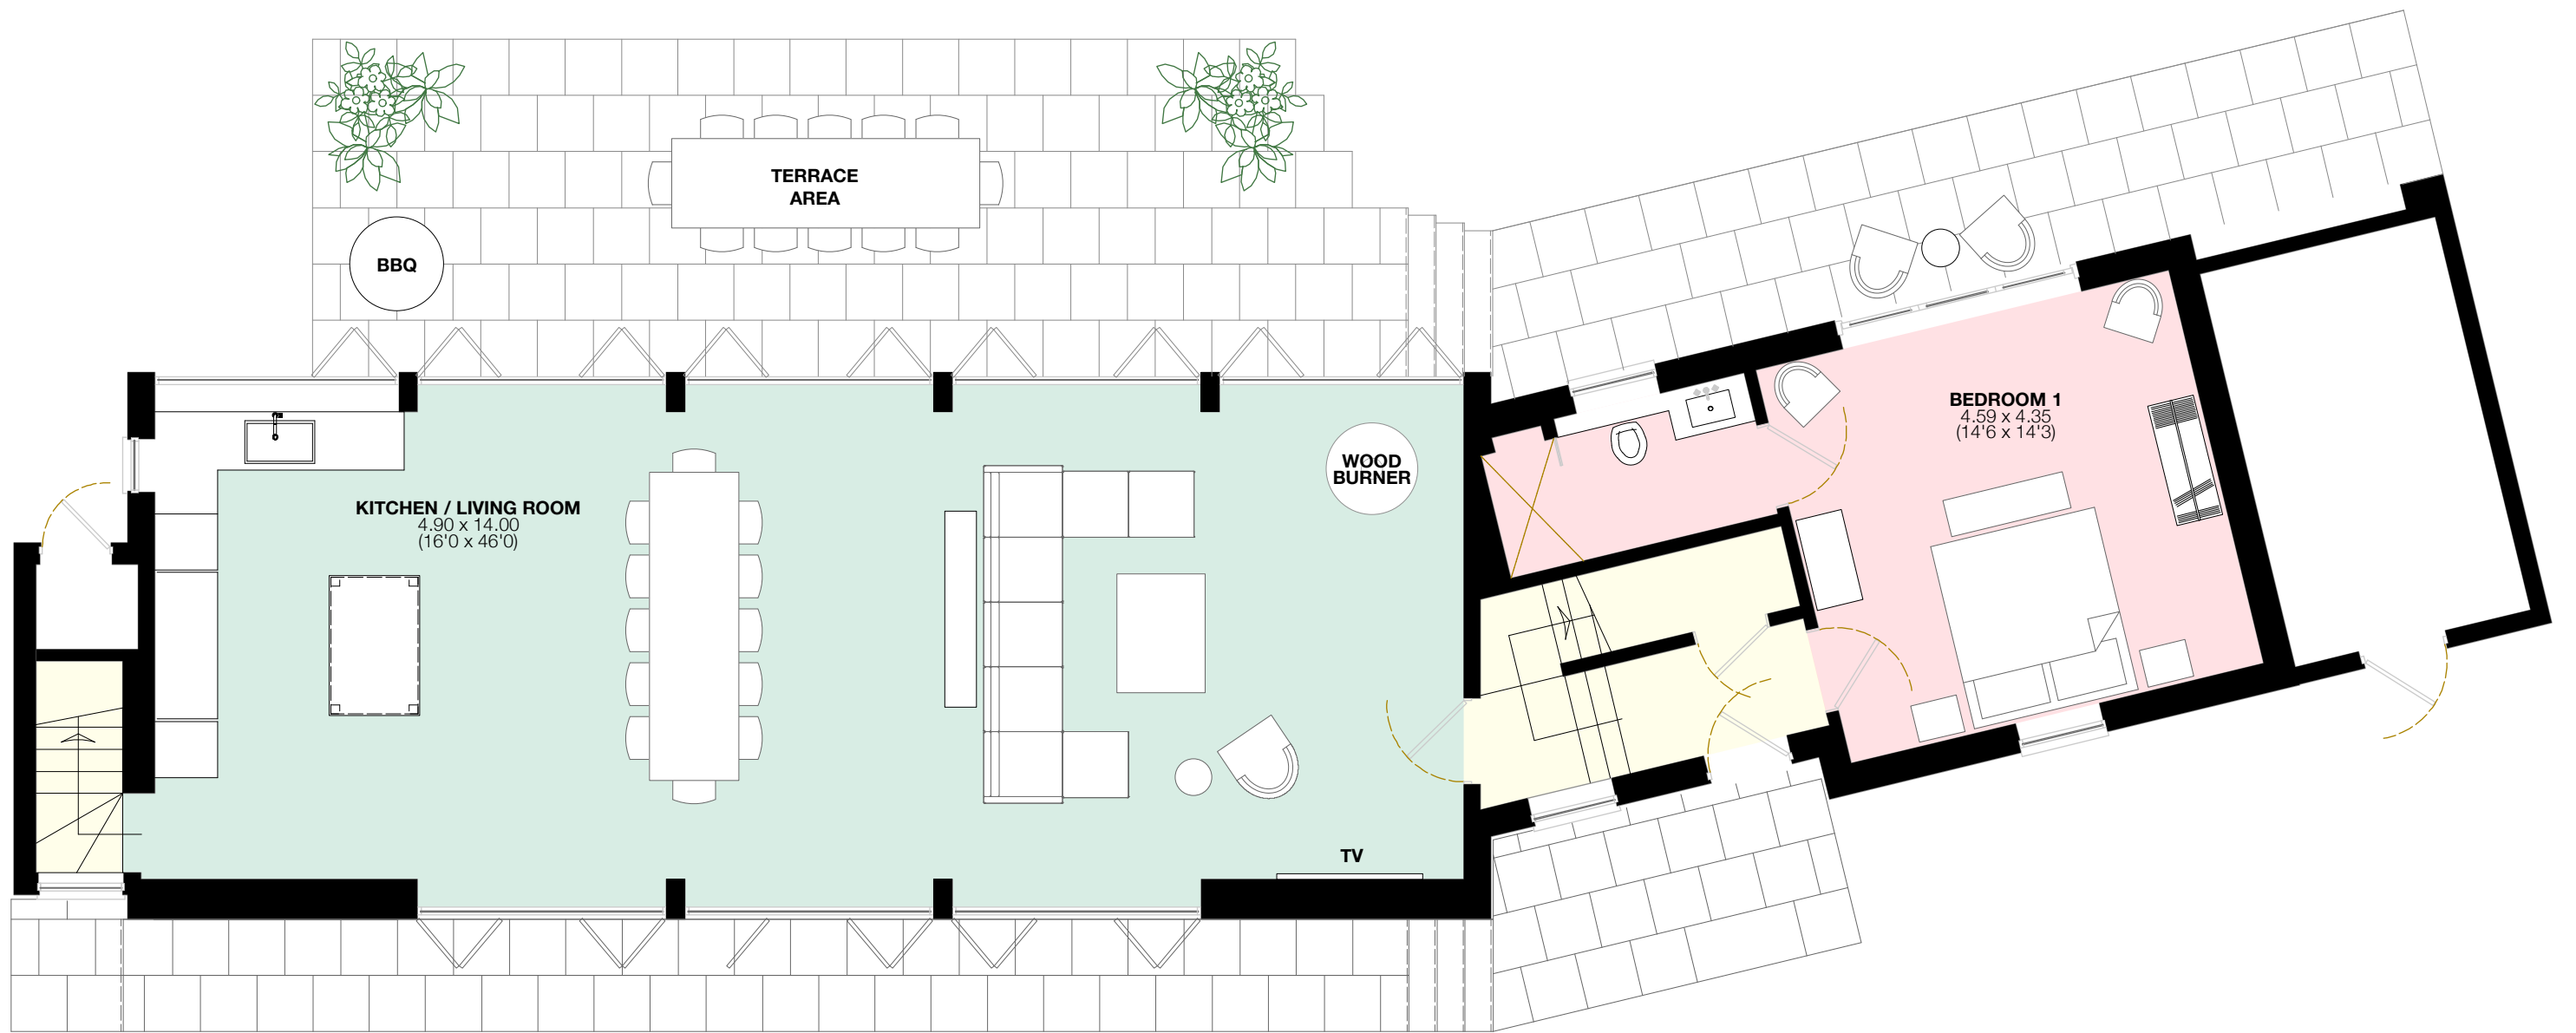 TERRACE
AREA
BBQ
KITCHEN / LIVING ROOM
4.90 x 14.00
(16'0 x 46'0)
WOOD
BURNER
BEDROOM 1
4.59 x 4.35
(14'6 x 14'3)
TV